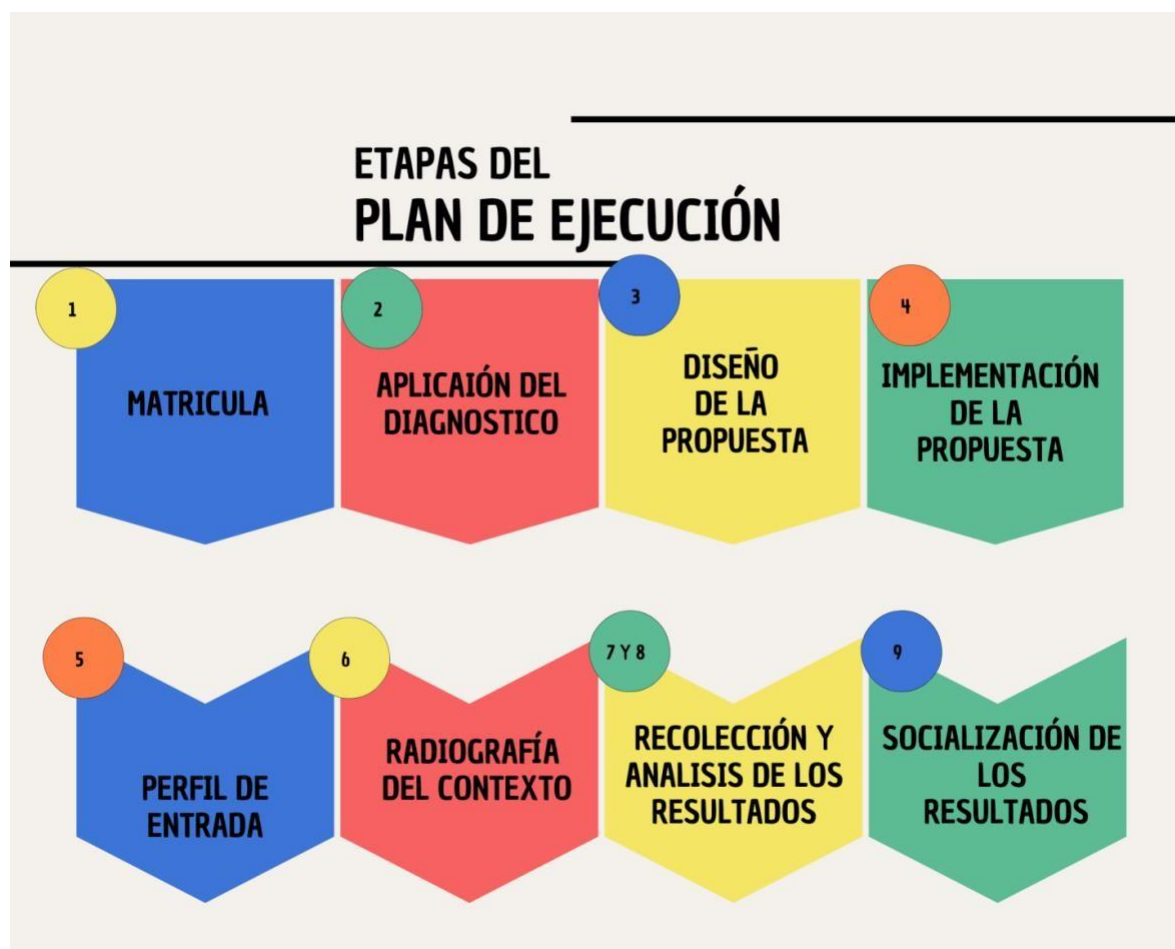 ETAPAS DEL
PLAN DE EJECUCIÓN
1
MATRICULA
2
APLICAIÓN DEL
DIAGNOSTICO
3
DISEÑO
DE LA
PROPUESTA
4
IMPLEMENTACIÓN
DE LA
PROPUESTA
5
PERFIL DE
ENTRADA
6
RADIOGRAFÍA
DEL CONTEXTO
7 Y 8
RECOLECCIÓN Y
ANALISIS DE LOS
RESULTADOS
9
SOCIALIZACIÓN DE
LOS
RESULTADOS